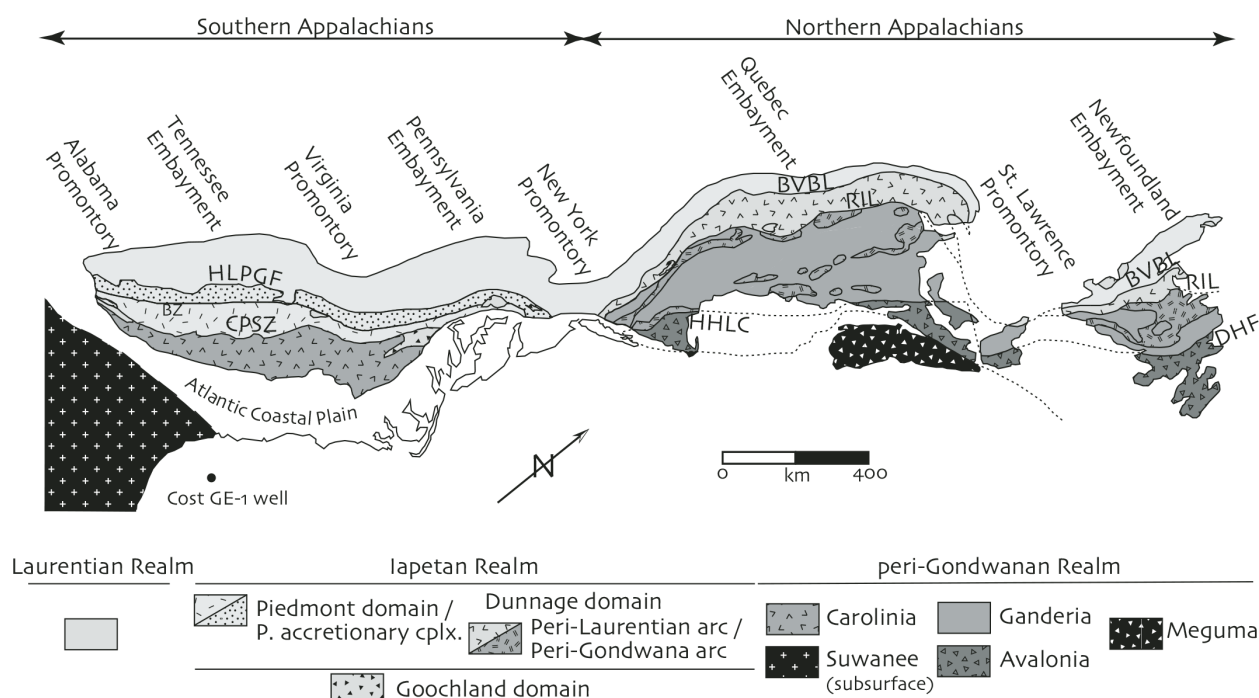 Southern Appalachians
Northern Appalachians
Alabama
Promontory
Tennessee
Embayment
Virginia
Promontory
Pennsylvania
Embayment
New York
Promontory
Quebec
Embayment
St. Lawrence
Promontory
Newfoundland
Embayment
BVBL
RIL
HLPGF
BZ
CPSZ
HHLC
BVBL
RIL
DHF
Atlantic Coastal Plain
Cost GE-1 well
N
0 km 400
Laurentian Realm
Iapetan Realm
peri-Gondwanan Realm
Piedmont domain /
P. accretionary cplx.
Dunnage domain
Peri-Laurentian arc /
Peri-Gondwana arc
Goochland domain
Carolinia
Ganderia
Meguma
Suwanee
(subsurface)
Avalonia